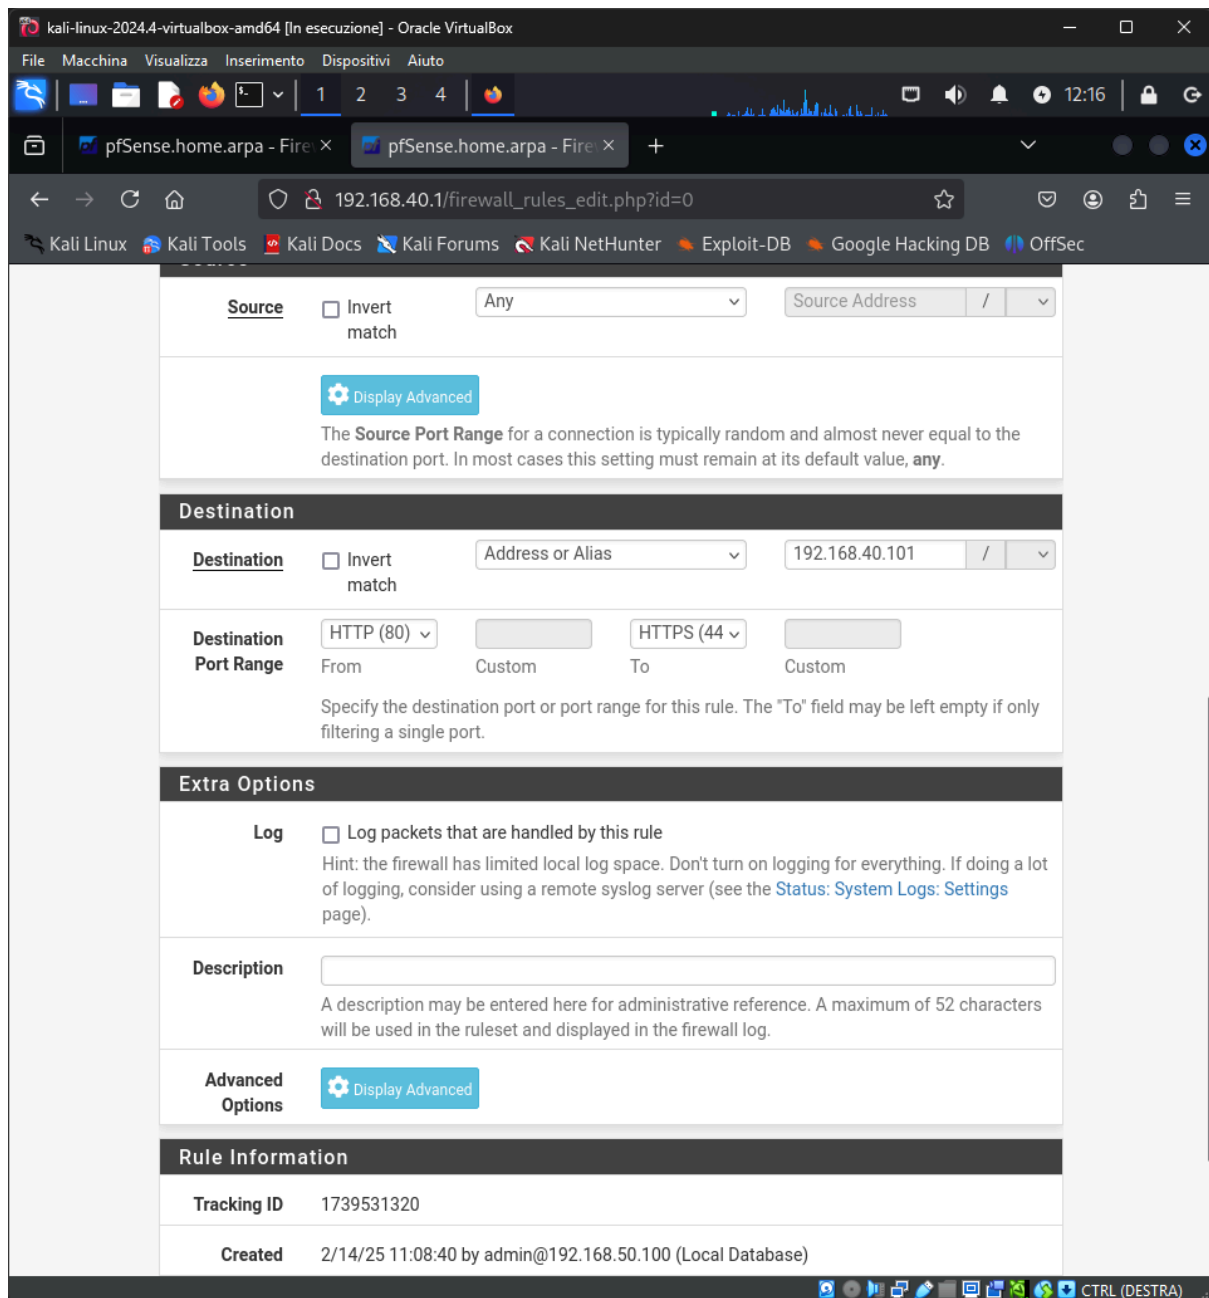 kali-linux-2024.4-virtualbox-amd64 [In esecuzione] - Oracle VirtualBox
File Macchina Visualizza Inserimento Dispositivi Aiuto
1 2 3 4 12:16
pfSense.home.arpa - Fire pfSense.home.arpa - Fire
192.168.40.1/firewall_rules_edit.php?id=0
Kali Linux Kali Tools Kali Docs Kali Forums Kali NetHunter Exploit-DB Google Hacking DB OffSec
Source
Source Invert match Any Source Address /
Display Advanced
The Source Port Range for a connection is typically random and almost never equal to the
destination port. In most cases this setting must remain at its default value, any.
Destination
Destination Invert match Address or Alias 192.168.40.101 /
Destination Port Range HTTP (80) HTTPS (44
From Custom To Custom
Specify the destination port or port range for this rule. The "To" field may be left empty if only
filtering a single port.
Extra Options
Log Log packets that are handled by this rule
Hint: the firewall has limited local log space. Don't turn on logging for everything. If doing a lot
of logging, consider using a remote syslog server (see the Status: System Logs: Settings
page).
Description
A description may be entered here for administrative reference. A maximum of 52 characters
will be used in the ruleset and displayed in the firewall log.
Advanced Options Display Advanced
Rule Information
Tracking ID 1739531320
Created 2/14/25 11:08:40 by admin@192.168.50.100 (Local Database)
CTRL (DESTRA)